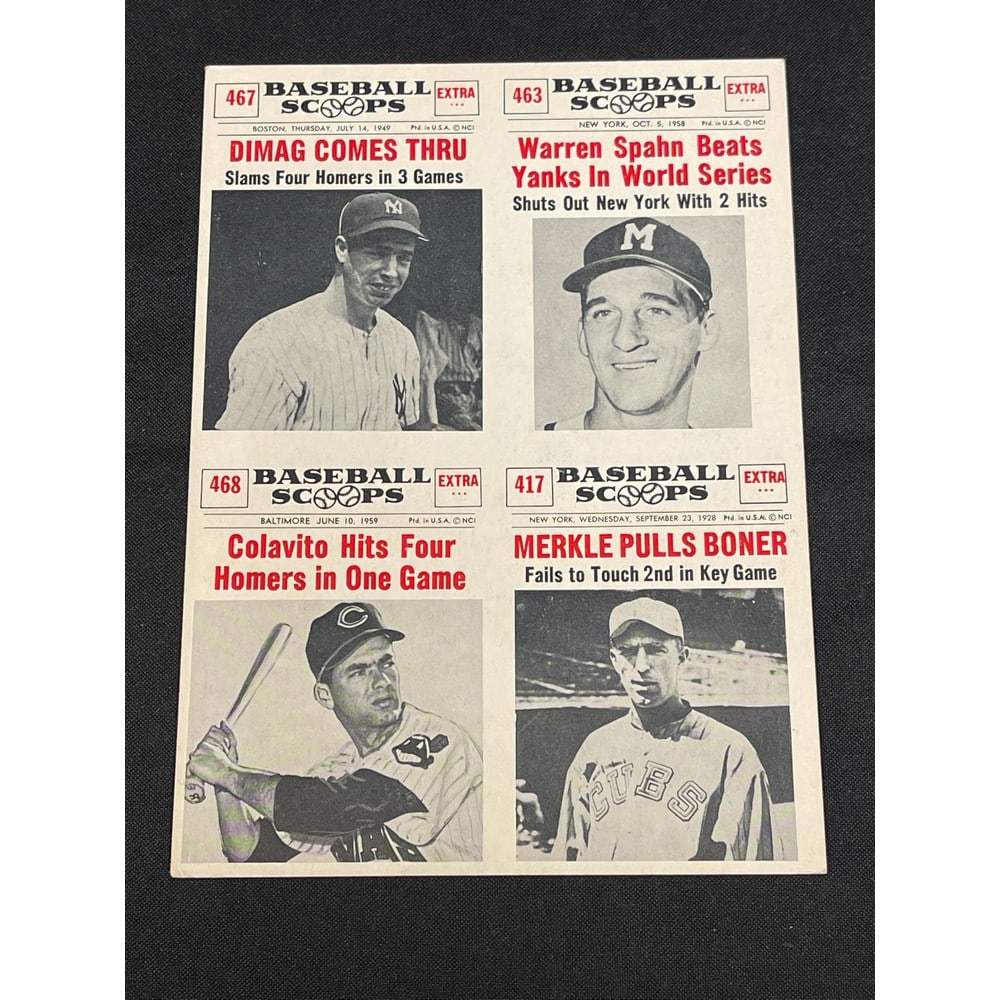 467
BASEBALL
SCOOPS
EXTRA
...
BOSTON, THURSDAY, JULY 14, 1949 Ptd. in U.S.A. © NCI
DIMAG COMES THRU
Slams Four Homers in 3 Games
NY
NY
463
BASEBALL
SCOOPS
EXTRA
...
NEW YORK, OCT. 5, 1958 Ptd. in U.S.A. © NCI
Warren Spahn Beats
Yanks In World Series
Shuts Out New York With 2 Hits
M
468
BASEBALL
SCOOPS
EXTRA
...
BALTIMORE JUNE 10, 1959 Ptd. in U.S.A. © NCI
Colavito Hits Four
Homers in One Game
C
417
BASEBALL
SCOOPS
EXTRA
...
NEW YORK, WEDNESDAY, SEPTEMBER 23, 1928 Ptd. in U.S.A. © NCI
MERKLE PULLS BONER
Fails to Touch 2nd in Key Game
CUBS